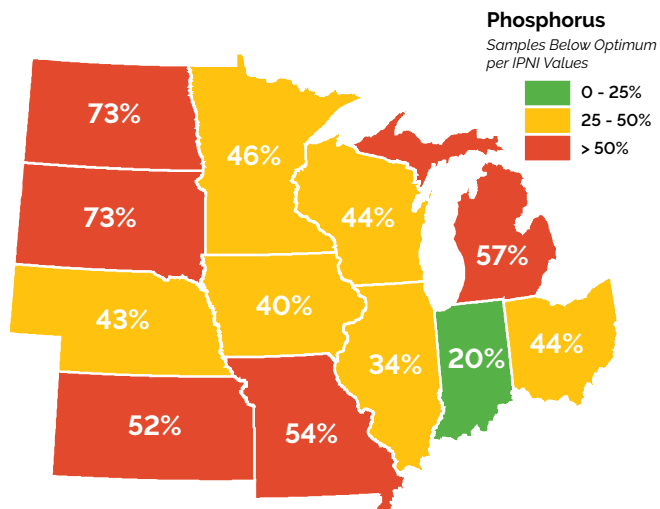 Phosphorus
Samples Below Optimum
per IPNI Values
0 - 25%
25 - 50%
> 50%
73%
46%
73%
44%
57%
43%
40%
34%
20%
44%
52%
54%